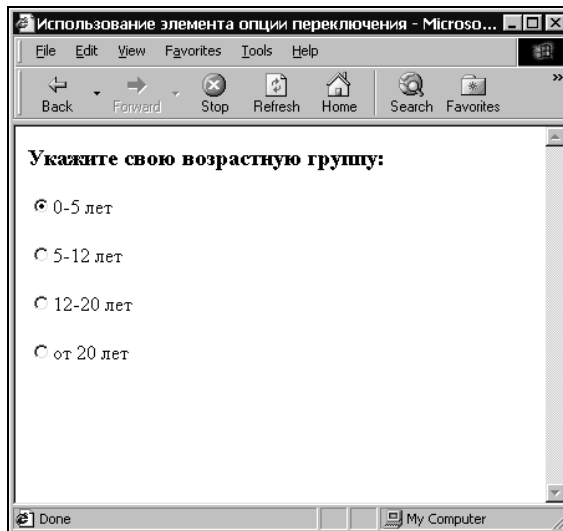 Использование элемента опции переключения - Microso...
File Edit View Favorites Tools Help
Back Forward Stop Refresh Home Search Favorites »
Укажите свою возрастную группу:
0-5 лет
5-12 лет
12-20 лет
от 20 лет
Done My Computer